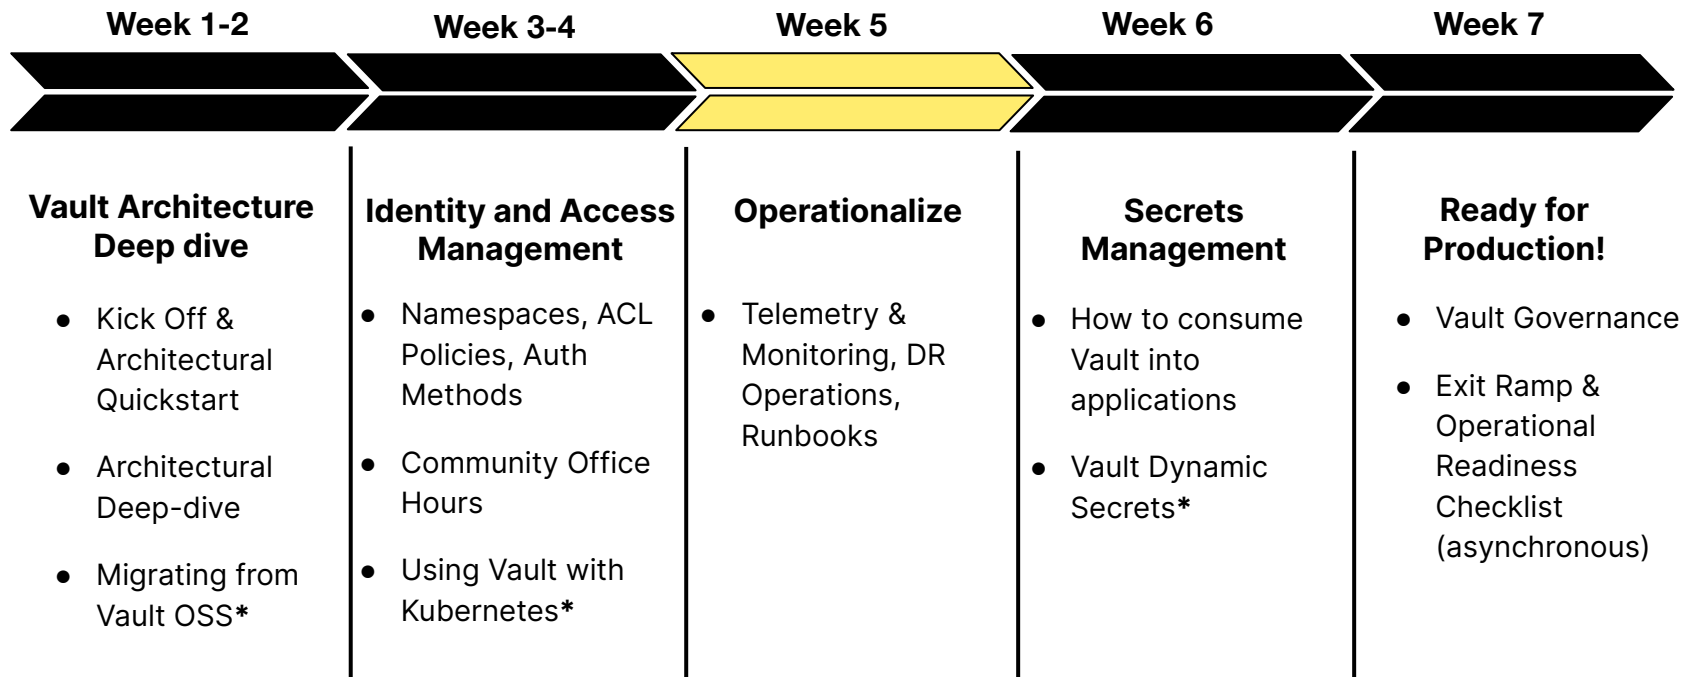 Week 1-2
Week 3-4
Week 5
Week 6
Week 7
Vault Architecture
Deep dive
● Kick Off &
Architectural
Quickstart
● Architectural
Deep-dive
● Migrating from
Vault OSS*
Identity and Access
Management
● Namespaces, ACL
Policies, Auth
Methods
● Community Office
Hours
● Using Vault with
Kubernetes*
Operationalize
● Telemetry &
Monitoring, DR
Operations,
Runbooks
Secrets
Management
● How to consume
Vault into
applications
● Vault Dynamic
Secrets*
Ready for
Production!
● Vault Governance
● Exit Ramp &
Operational
Readiness
Checklist
(asynchronous)